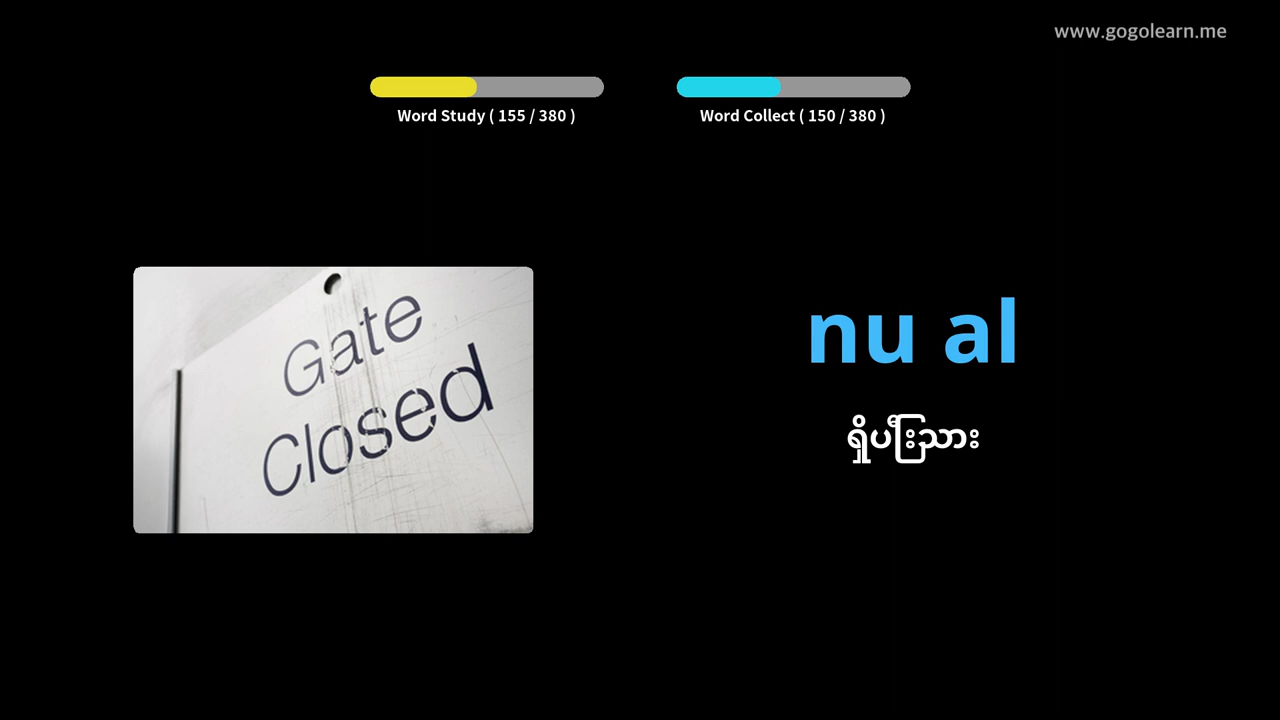 www.gogolearn.me
Word Study ( 155 / 380 )
Word Collect ( 150 / 380 )
Gate
Closed
nu al
ရှိပြီးသား